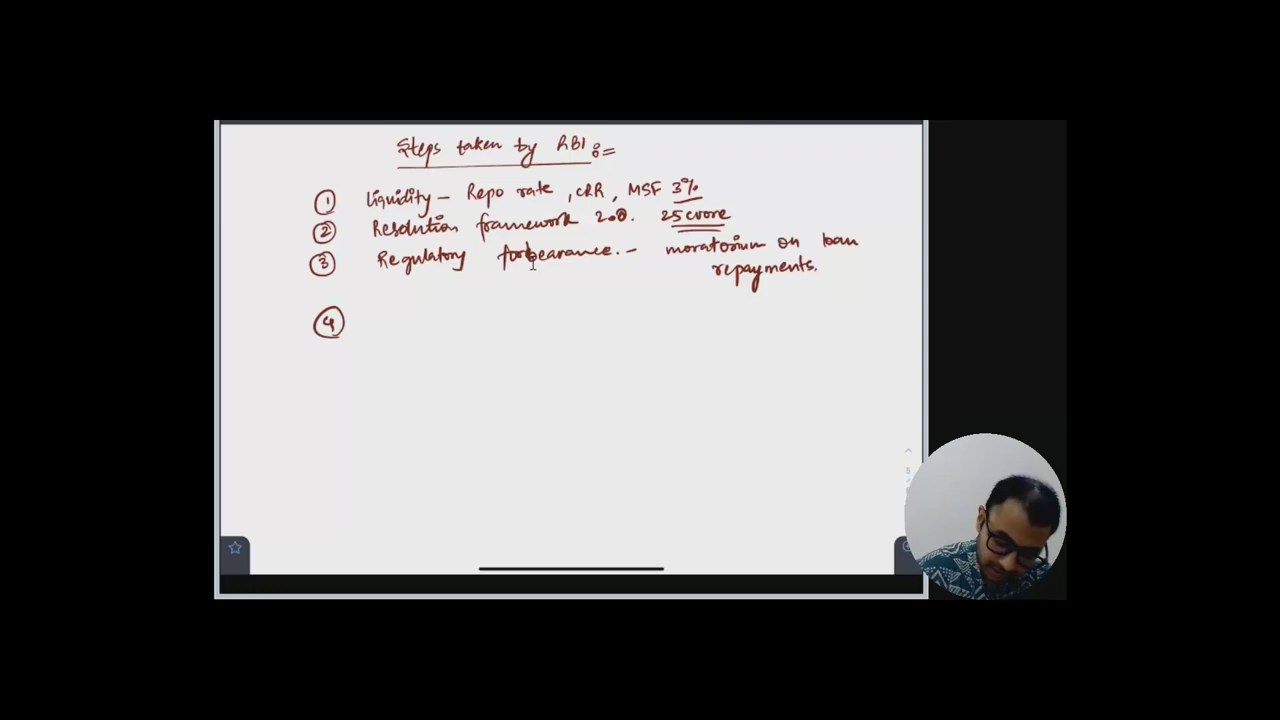 Steps taken by RBI :=
① Liquidity – Repo rate, CRR, MSF 3%
② Resolution framework 2.0. 25 crore
③ Regulatory forbearance. – moratorium on loan
repayments.
④